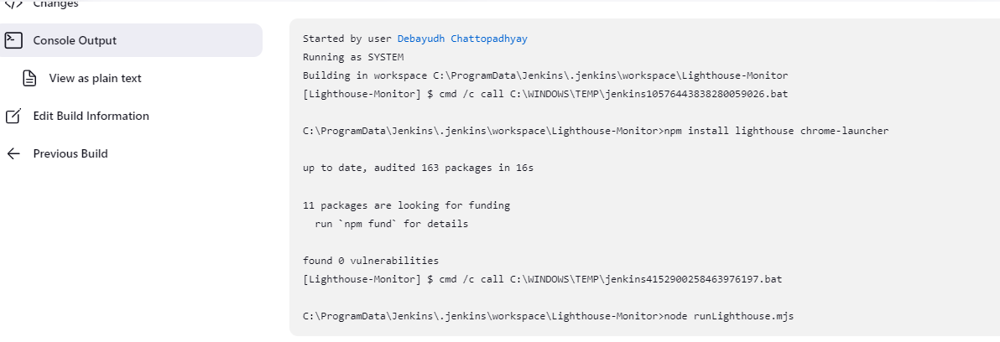 Changes
Console Output
View as plain text
Edit Build Information
Previous Build
Started by user Debayudh Chattopadhyay
Running as SYSTEM
Building in workspace C:\ProgramData\Jenkins\.jenkins\workspace\Lighthouse-Monitor
[Lighthouse-Monitor] $ cmd /c call C:\WINDOWS\TEMP\jenkins10576443838280059026.bat
C:\ProgramData\Jenkins\.jenkins\workspace\Lighthouse-Monitor>npm install lighthouse chrome-launcher
up to date, audited 163 packages in 16s
11 packages are looking for funding
  run `npm fund` for details
found 0 vulnerabilities
[Lighthouse-Monitor] $ cmd /c call C:\WINDOWS\TEMP\jenkins4152900258463976197.bat
C:\ProgramData\Jenkins\.jenkins\workspace\Lighthouse-Monitor>node runLighthouse.mjs